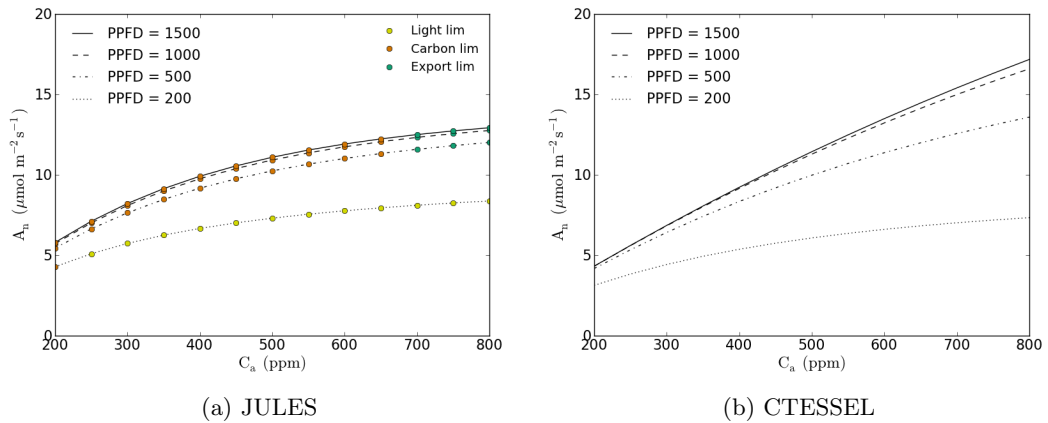 20
15
10
5
0
A_n (μmol m⁻² s⁻¹)
PPFD = 1500
PPFD = 1000
PPFD = 500
PPFD = 200
Light lim
Carbon lim
Export lim
200 300 400 500 600 700 800
C_a (ppm)
(a) JULES
20
15
10
5
0
A_n (μmol m⁻² s⁻¹)
PPFD = 1500
PPFD = 1000
PPFD = 500
PPFD = 200
200 300 400 500 600 700 800
C_a (ppm)
(b) CTESSEL